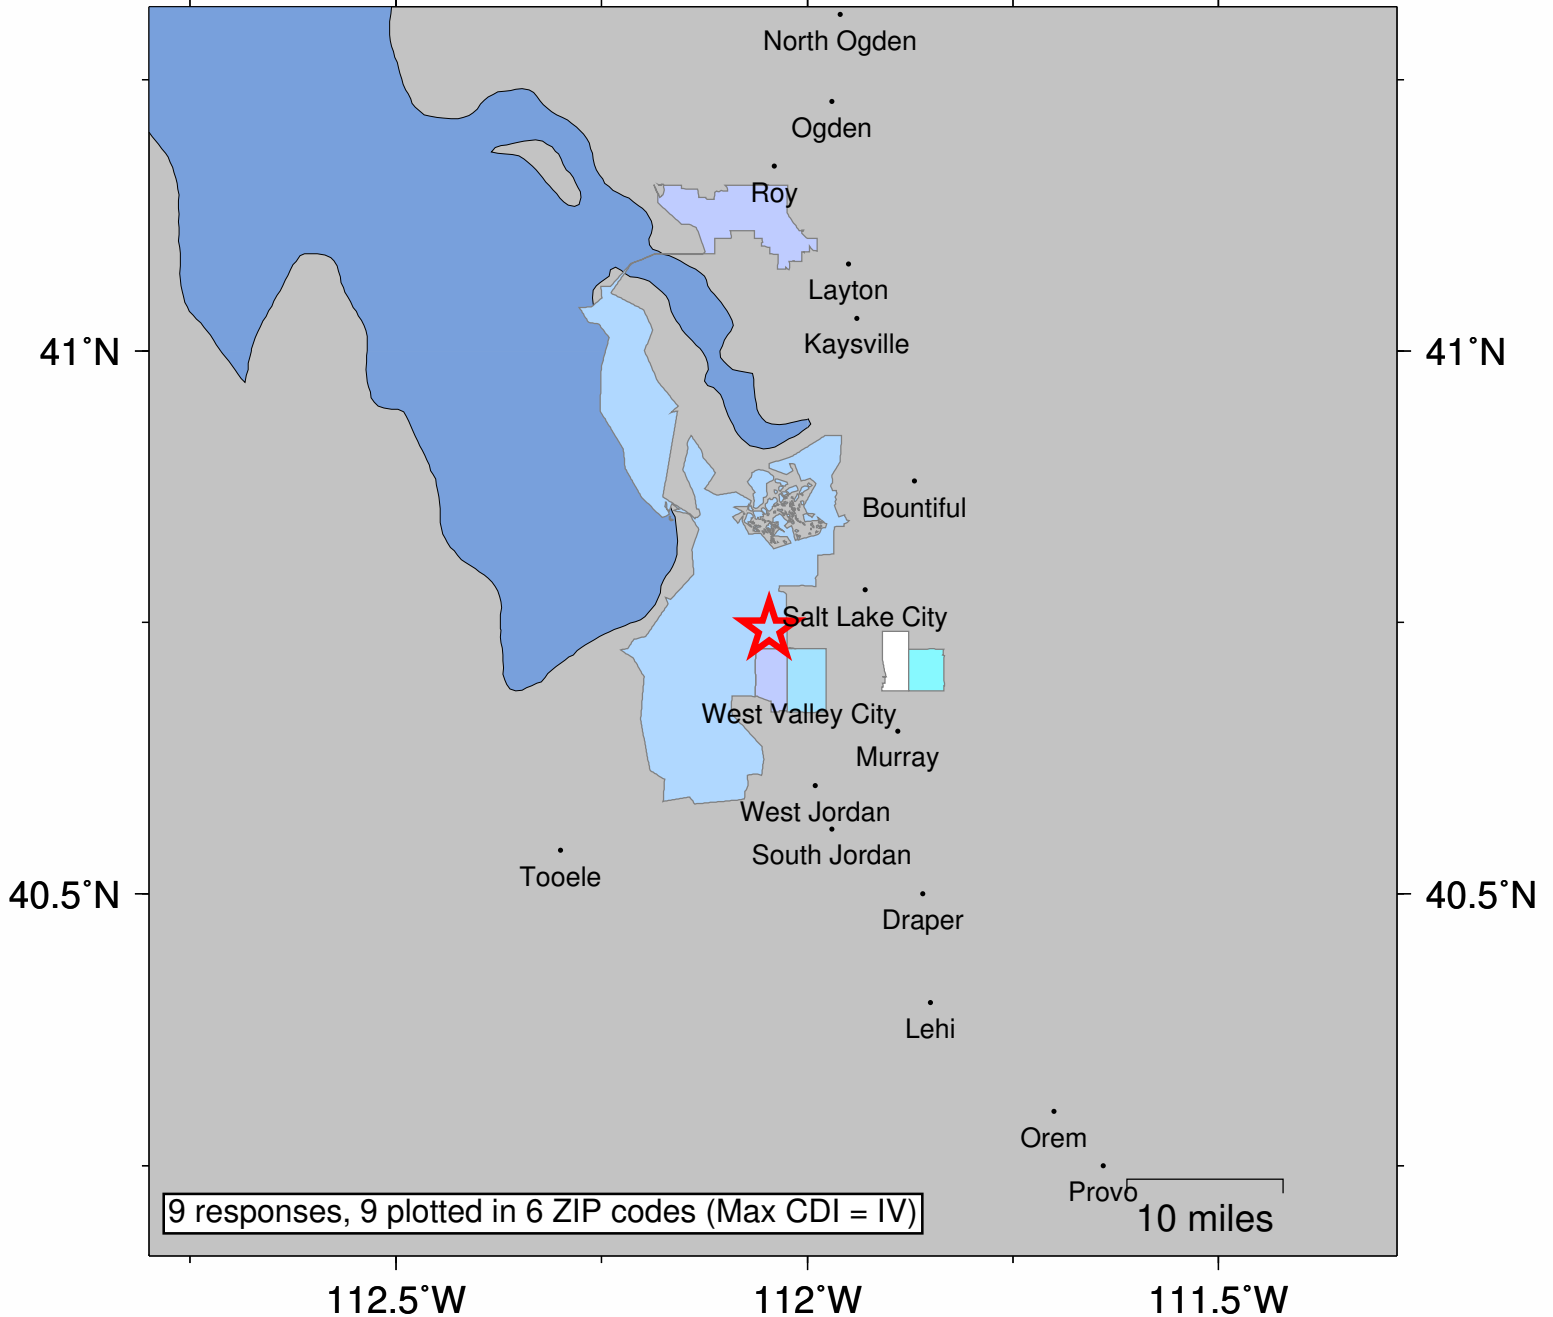 North Ogden
Ogden
Roy
Layton
Kaysville
41˚N
41˚N
Bountiful
Salt Lake City
West Valley City
Murray
West Jordan
South Jordan
Tooele
40.5˚N
40.5˚N
Draper
Lehi
Orem
Provo
10 miles
9 responses, 9 plotted in 6 ZIP codes (Max CDI = IV)
112.5˚W
112˚W
111.5˚W